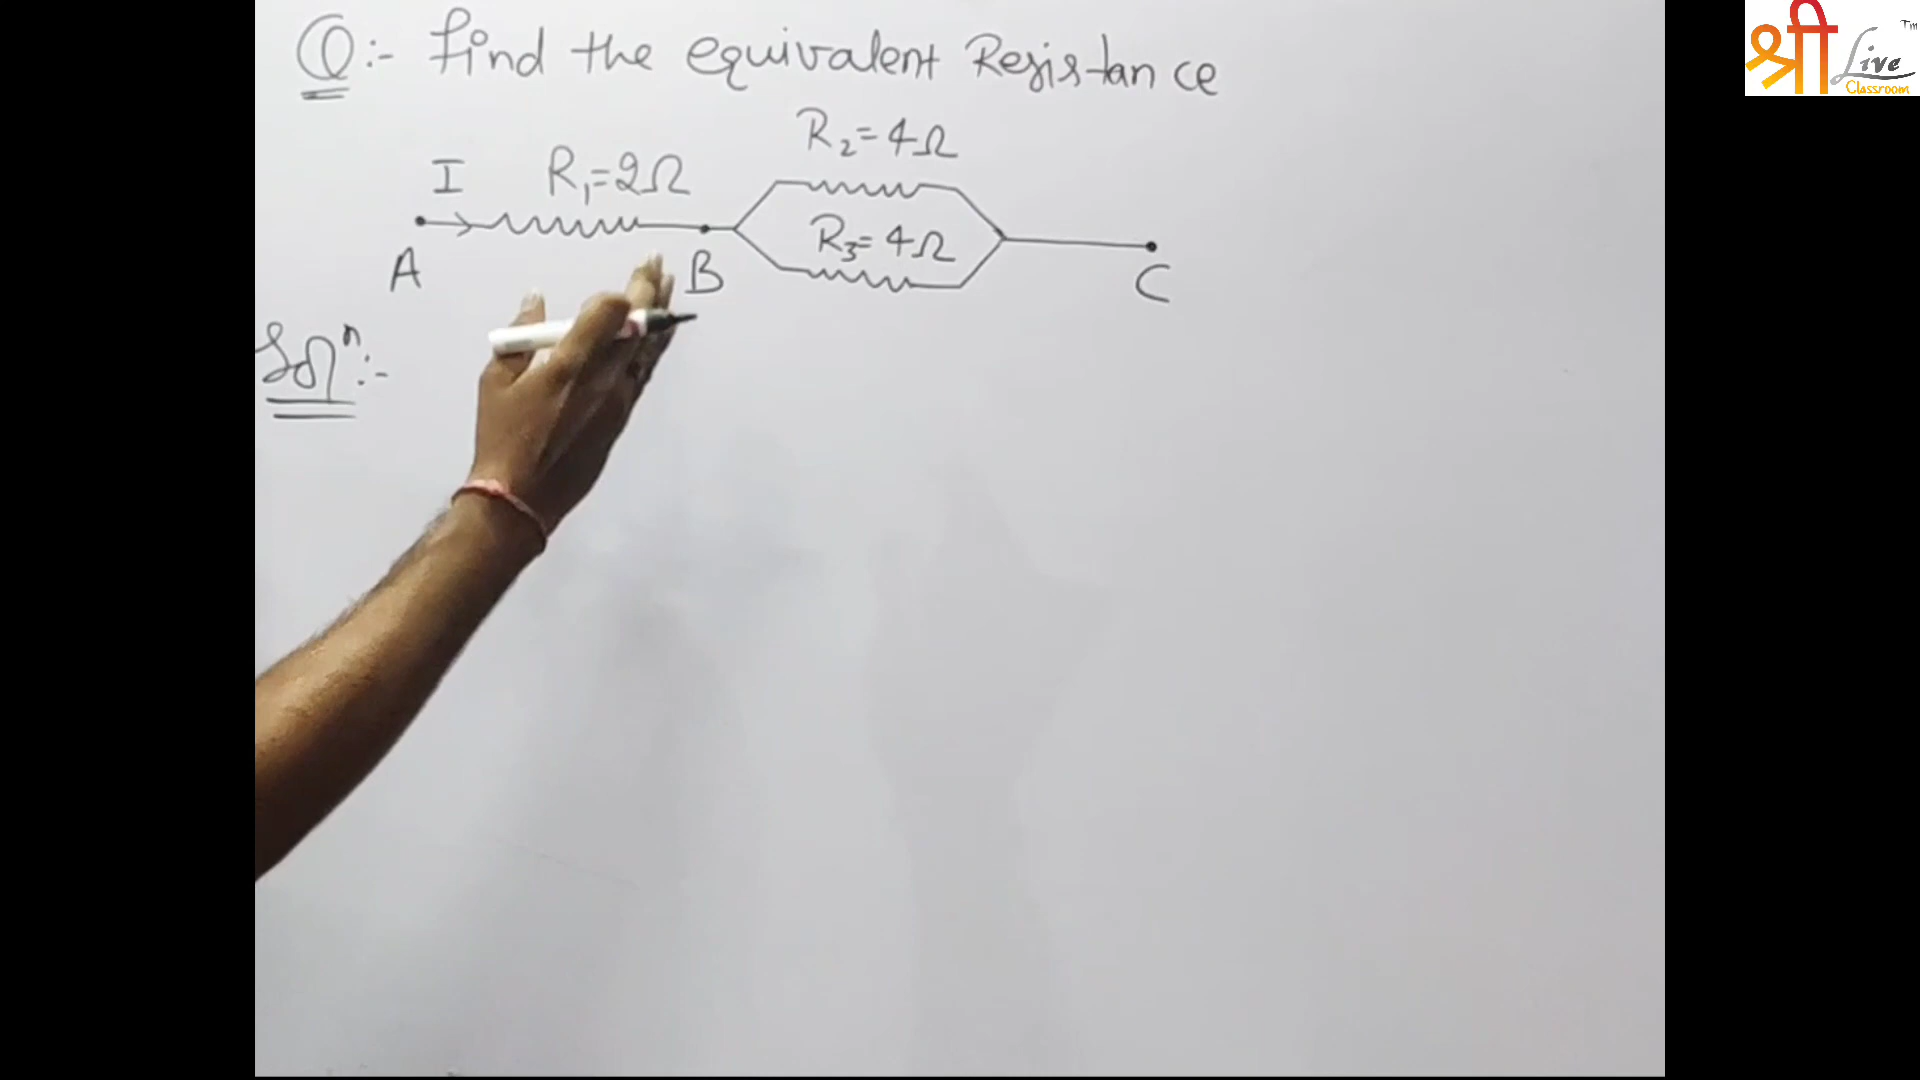 Q:- Find the equivalent Resistance
R₂=4Ω
I R₁=2Ω
R₃=4Ω
A B C
Solⁿ:-
श्री Live TM
Classroom